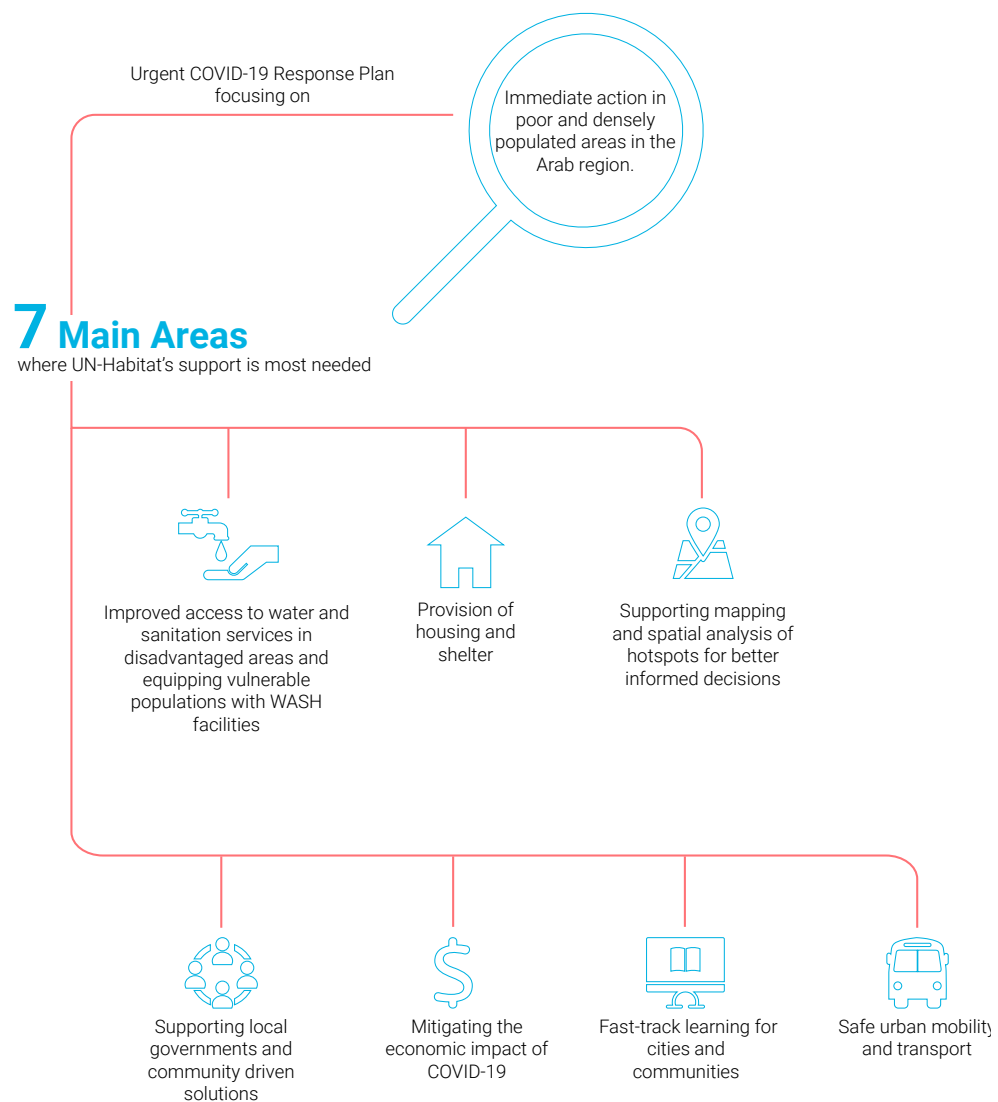 Urgent COVID-19 Response Plan
focusing on
Immediate action in
poor and densely
populated areas in the
Arab region.
7 Main Areas
where UN-Habitat's support is most needed
Improved access to water and
sanitation services in
disadvantaged areas and
equipping vulnerable
populations with WASH
facilities
Provision of
housing and
shelter
Supporting mapping
and spatial analysis of
hotspots for better
informed decisions
Supporting local
governments and
community driven
solutions
Mitigating the
economic impact of
COVID-19
Fast-track learning for
cities and
communities
Safe urban mobility
and transport